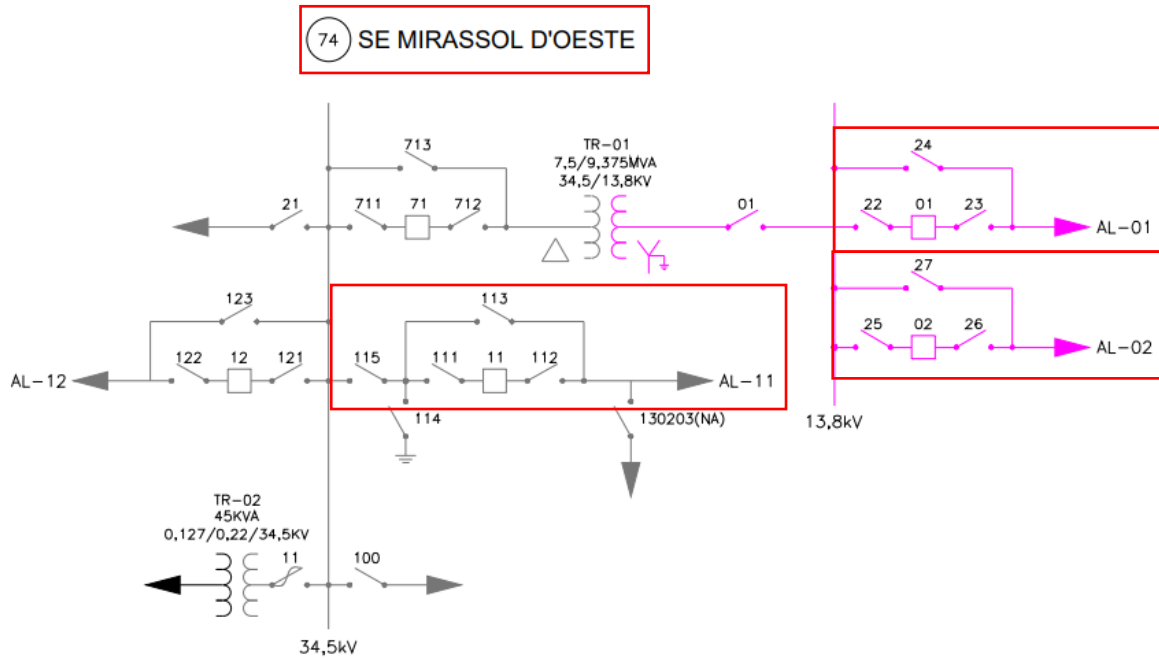 74 SE MIRASSOL D'OESTE
713
TR-01
7,5/9,375MVA
34,5/13,8KV
24
21
711
71
712
01
22
01
23
AL-01
27
123
113
25
02
26
AL-02
AL-12
122
12
121
115
111
11
112
AL-11
114
130203(NA)
13,8kV
TR-02
45KVA
0,127/0,22/34,5KV
11
100
34,5kV